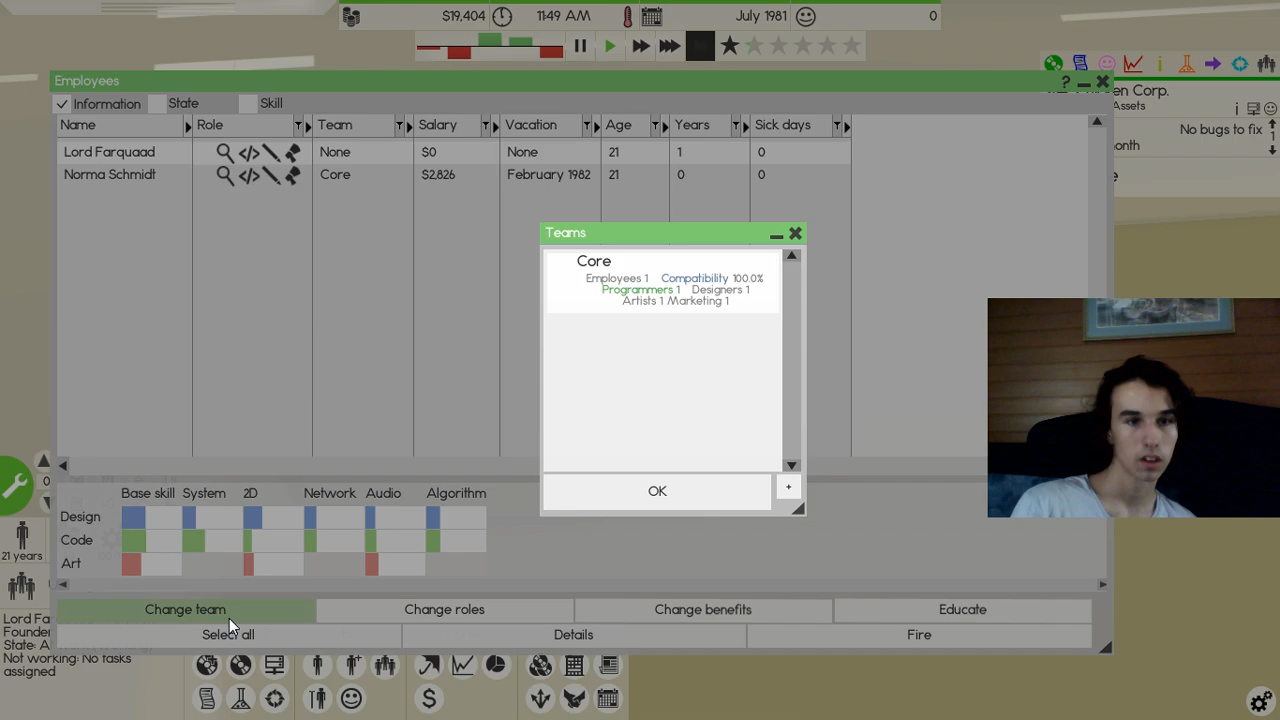 $19,404 11:49 AM July 1981 0
Employees ?
Information State Skill
Name Role Team Salary Vacation Age Years Sick days
Lord Farquaad None $0 None 21 1 0
Norma Schmidt Core $2,826 February 1982 21 0 0
Corp.
Assets
No bugs to fix
month
Teams
Core
Employees 1 Compatibility 100.0%
Programmers 1 Designers 1
Artists 1 Marketing 1
OK +
Base skill System 2D Network Audio Algorithm
Design
Code
Art
21 years
Change team Change roles Change benefits Educate
Select all Details Fire
Founder
Not working: No tasks
assigned